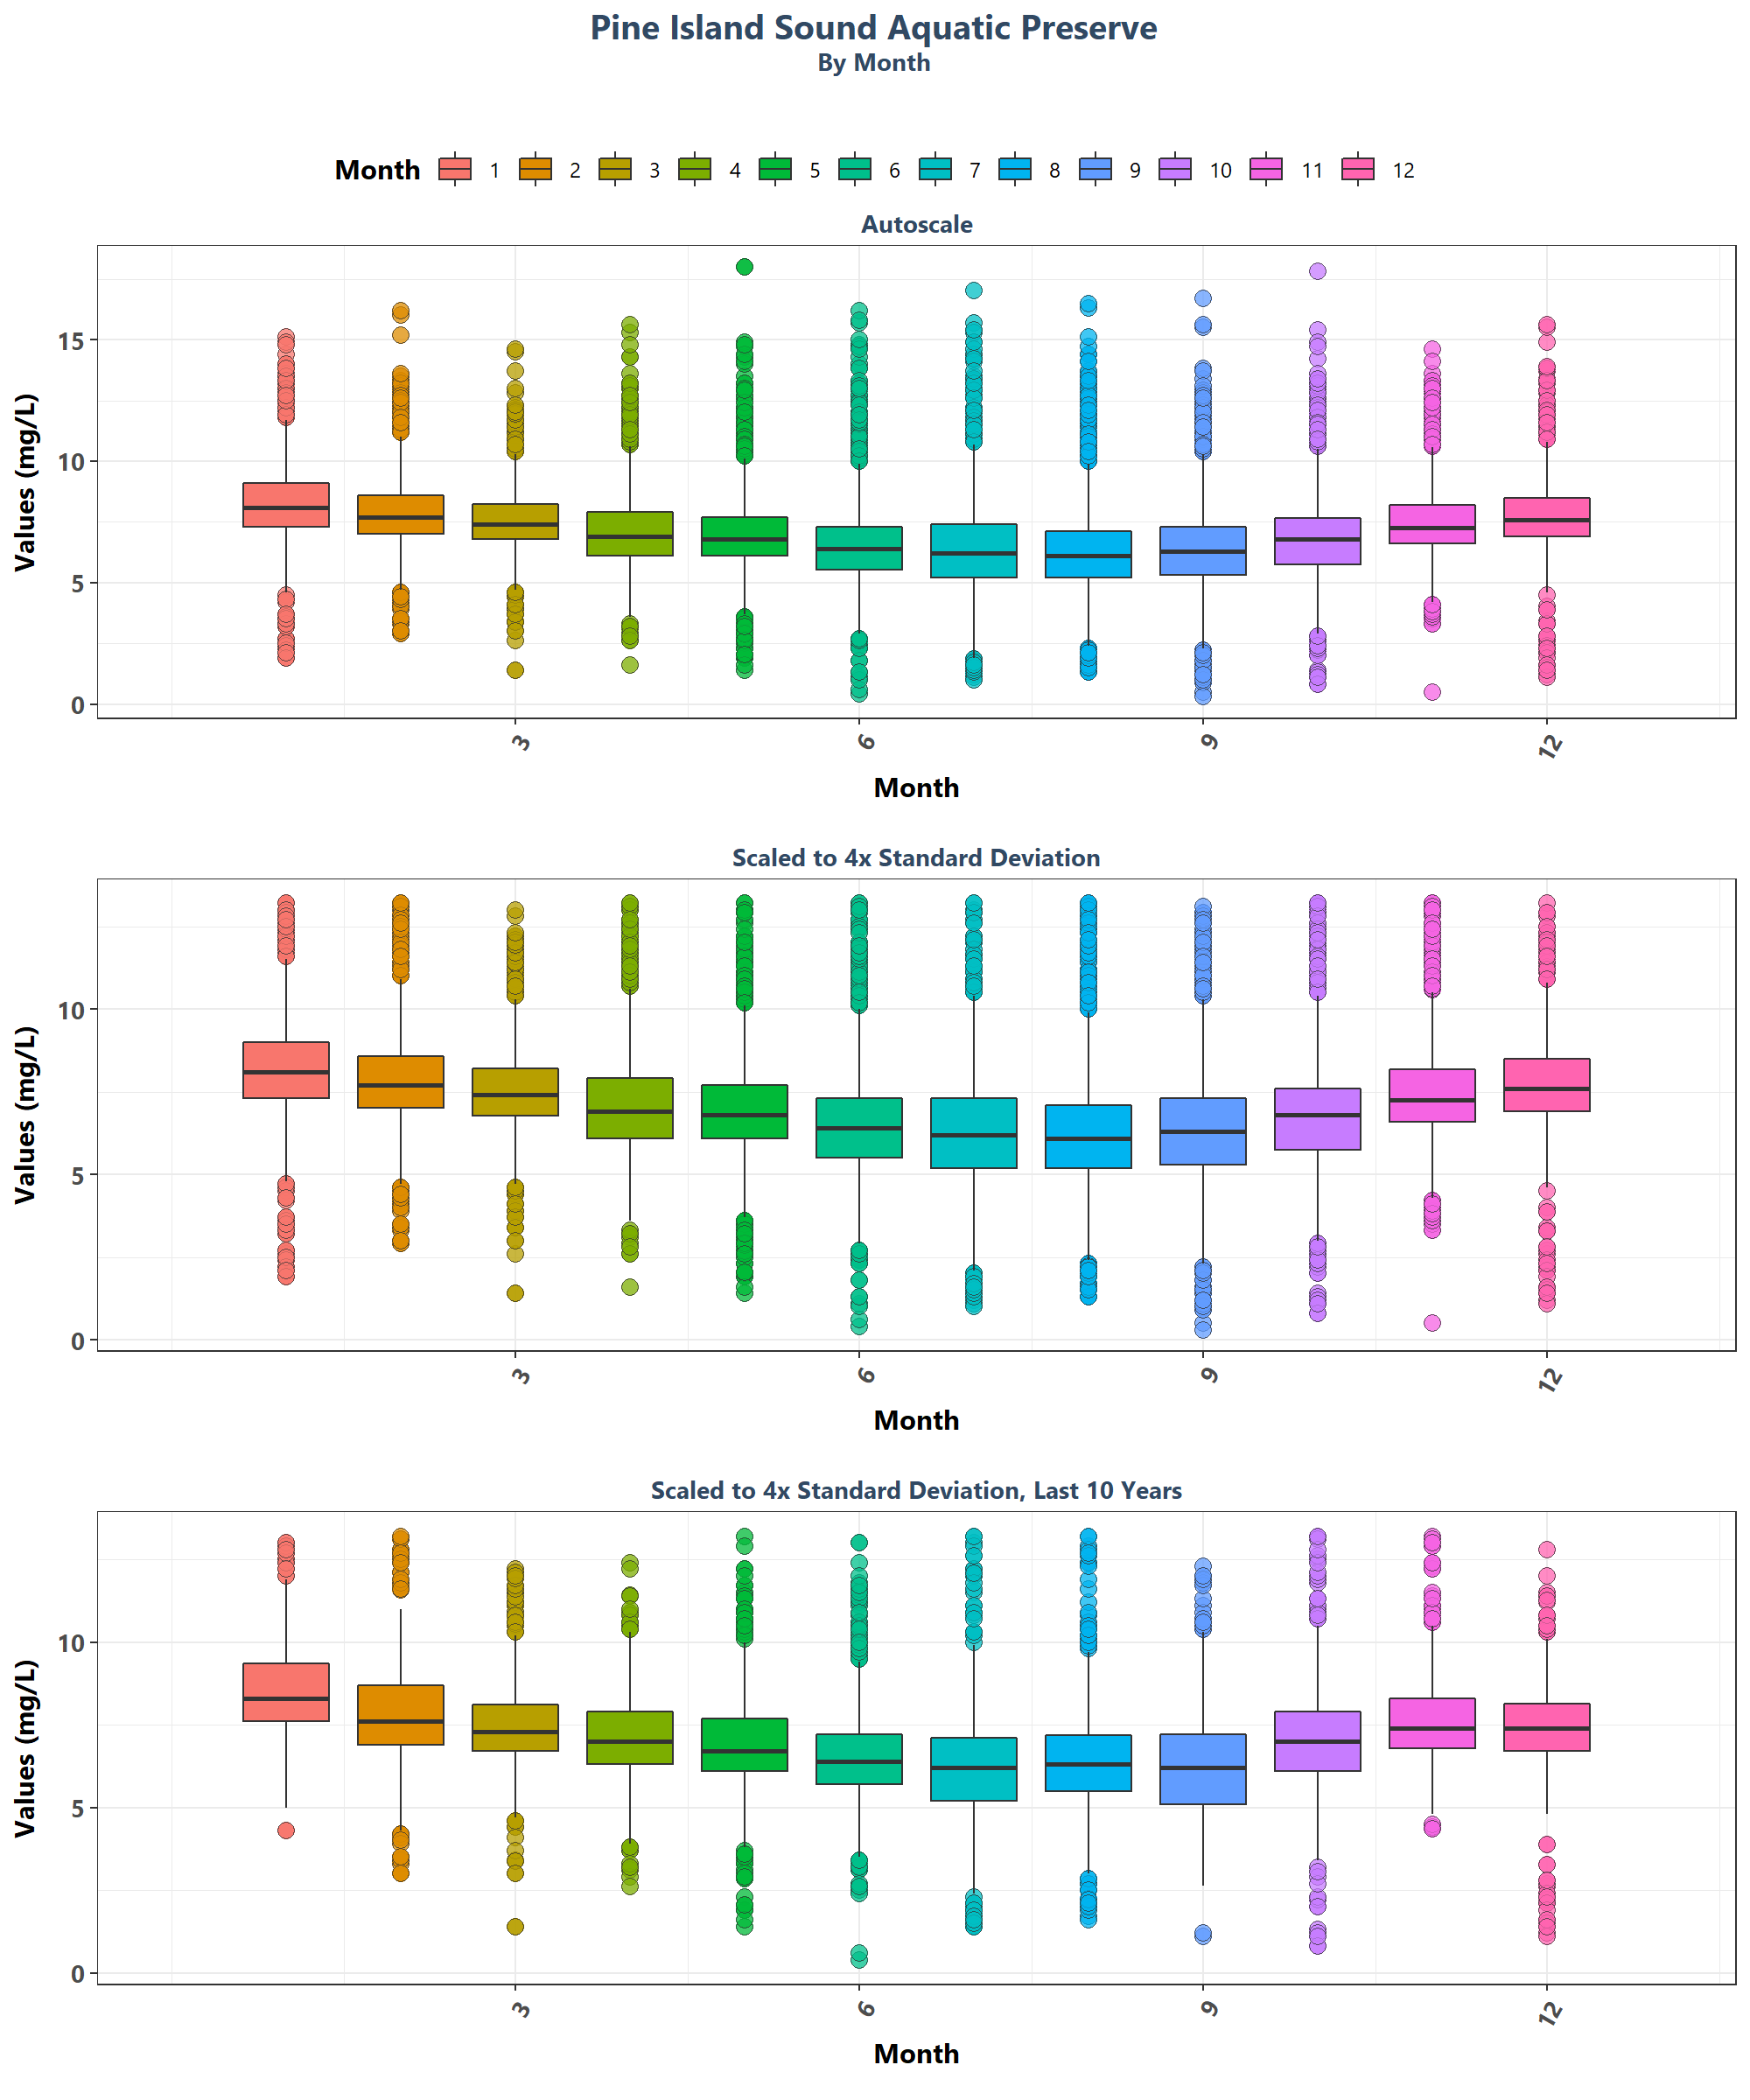 Pine Island Sound Aquatic Preserve
By Month
Month 1 2 3 4 5 6 7 8 9 10 11 12
Autoscale
Values (mg/L)
15
10
5
0
3 6 9 12
Month
Scaled to 4x Standard Deviation
Values (mg/L)
10
5
0
3 6 9 12
Month
Scaled to 4x Standard Deviation, Last 10 Years
Values (mg/L)
10
5
0
3 6 9 12
Month